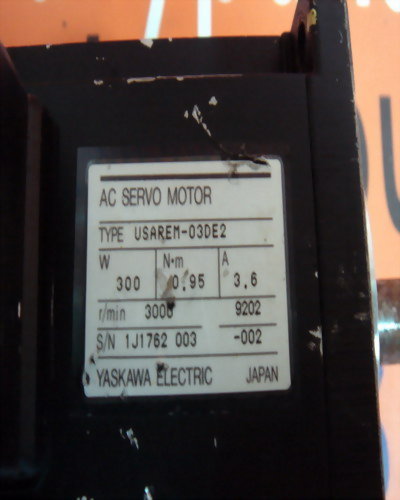 AC SERVO MOTOR
TYPE USAREM-03DE2
W N·m A
300 0.95 3.6
r/min 3000 9202
S/N 1J1762 003 -002
YASKAWA ELECTRIC JAPAN